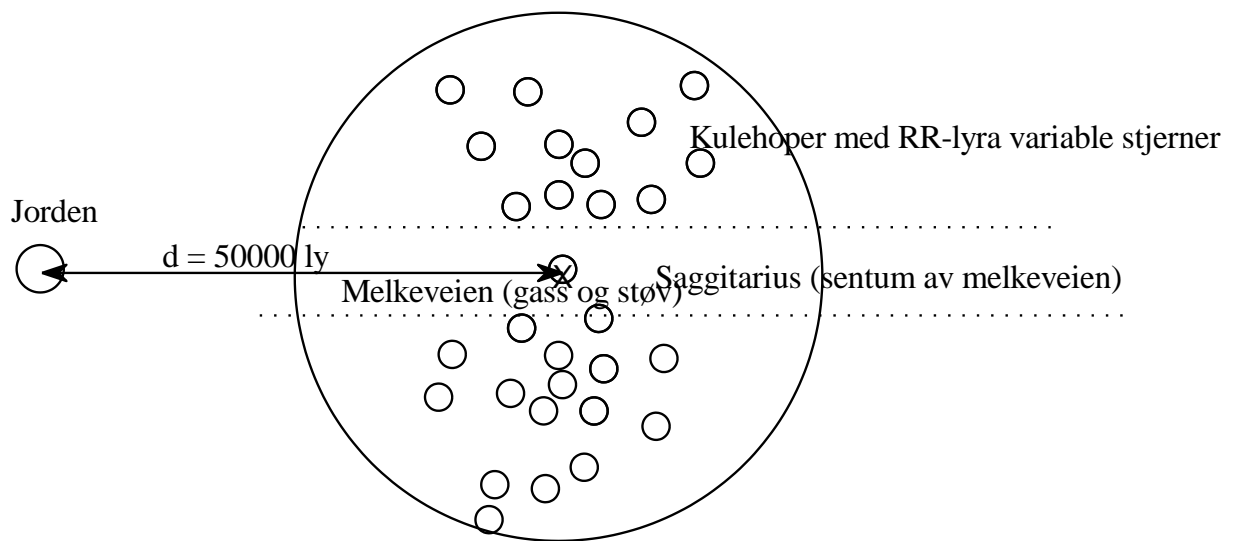 Kulehoper med RR-lyra variable stjerner
Jorden
d = 50000 ly
X
Saggitarius (sentum av melkeveien)
Melkeveien (gass og støv)